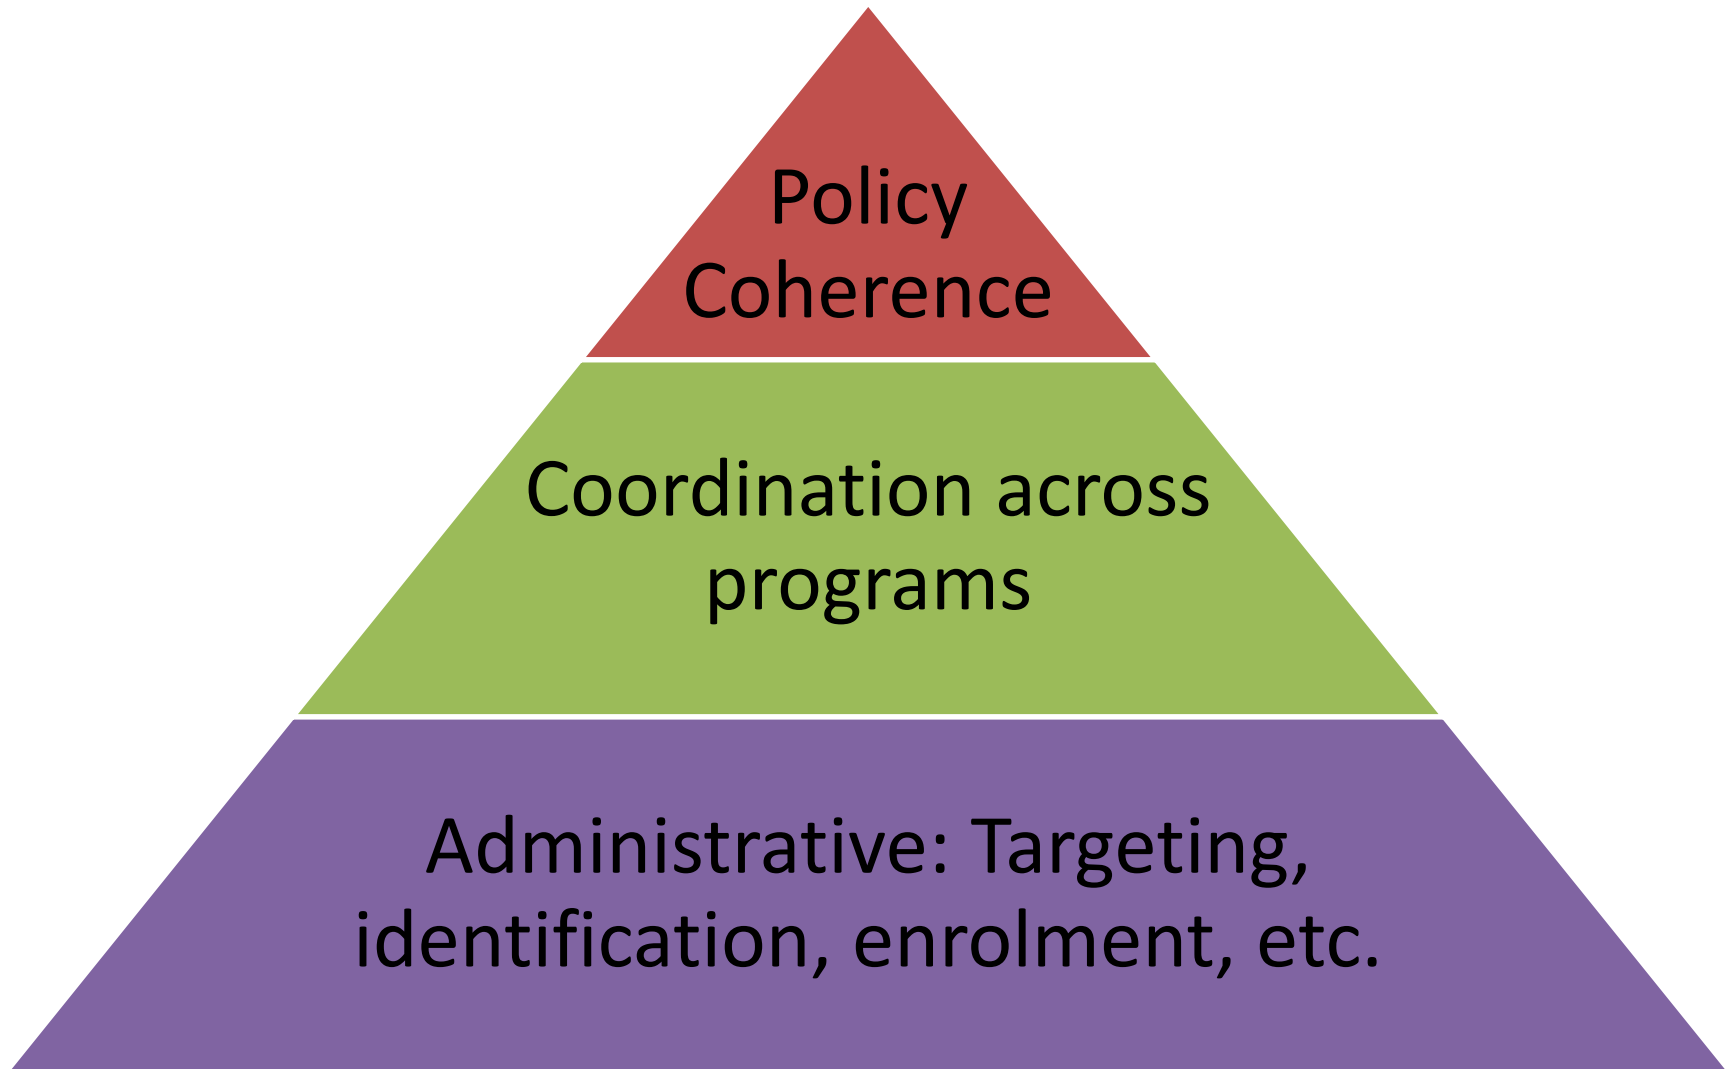 Policy
Coherence
Coordination across
programs
Administrative: Targeting,
identification, enrolment, etc.